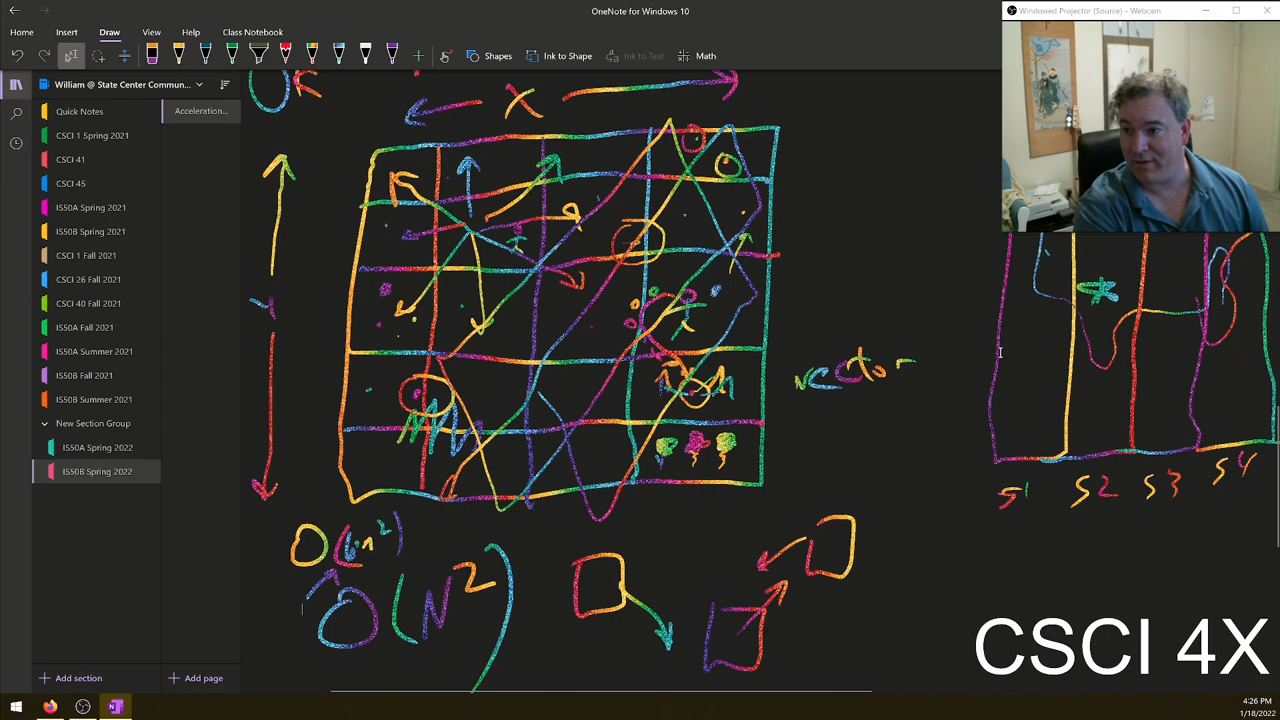 OneNote for Windows 10
Windowed Projector (Source) - Webcam
Home Insert Draw View Help Class Notebook
Shapes Ink to Shape Ink to Text Math
William @ State Center Commun...
Quick Notes
CSCI 1 Spring 2021
CSCI 41
CSCI 45
IS50A Spring 2021
IS50B Spring 2021
CSCI 1 Fall 2021
CSCI 26 Fall 2021
CSCI 40 Fall 2021
IS50A Fall 2021
IS50A Summer 2021
IS50B Fall 2021
IS50B Summer 2021
New Section Group
IS50A Spring 2022
IS50B Spring 2022
Add section
Acceleration...
Add page
X
Y
vector
S1 S2 S3 S4
O(N²)
CSCI 4X
4:26 PM
1/18/2022